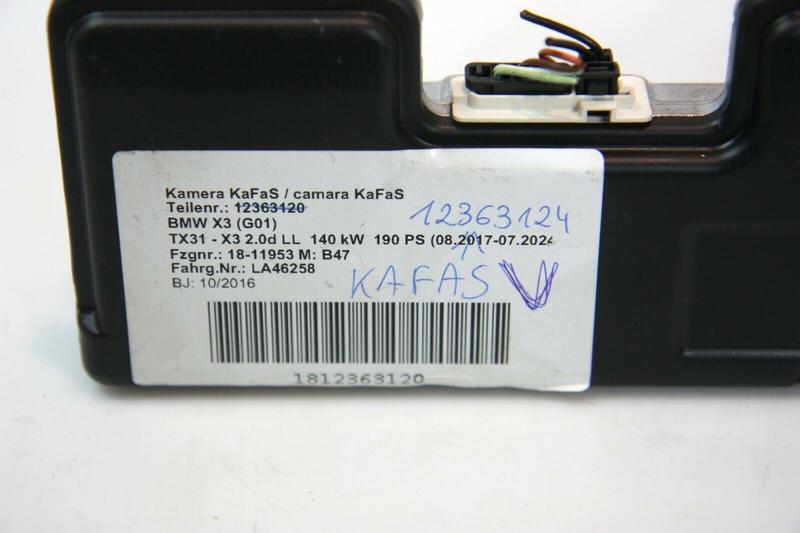 Kamera KaFaS / camara KaFaS
Teilenr.: 12363120
12363124
BMW X3 (G01)
TX31 - X3 2.0d LL 140 kW 190 PS (08.2017-07.2024
Fzgnr.: 18-11953 M: B47
Fahrg.Nr.: LA46258
KAFAS
BJ: 10/2016
1812363120